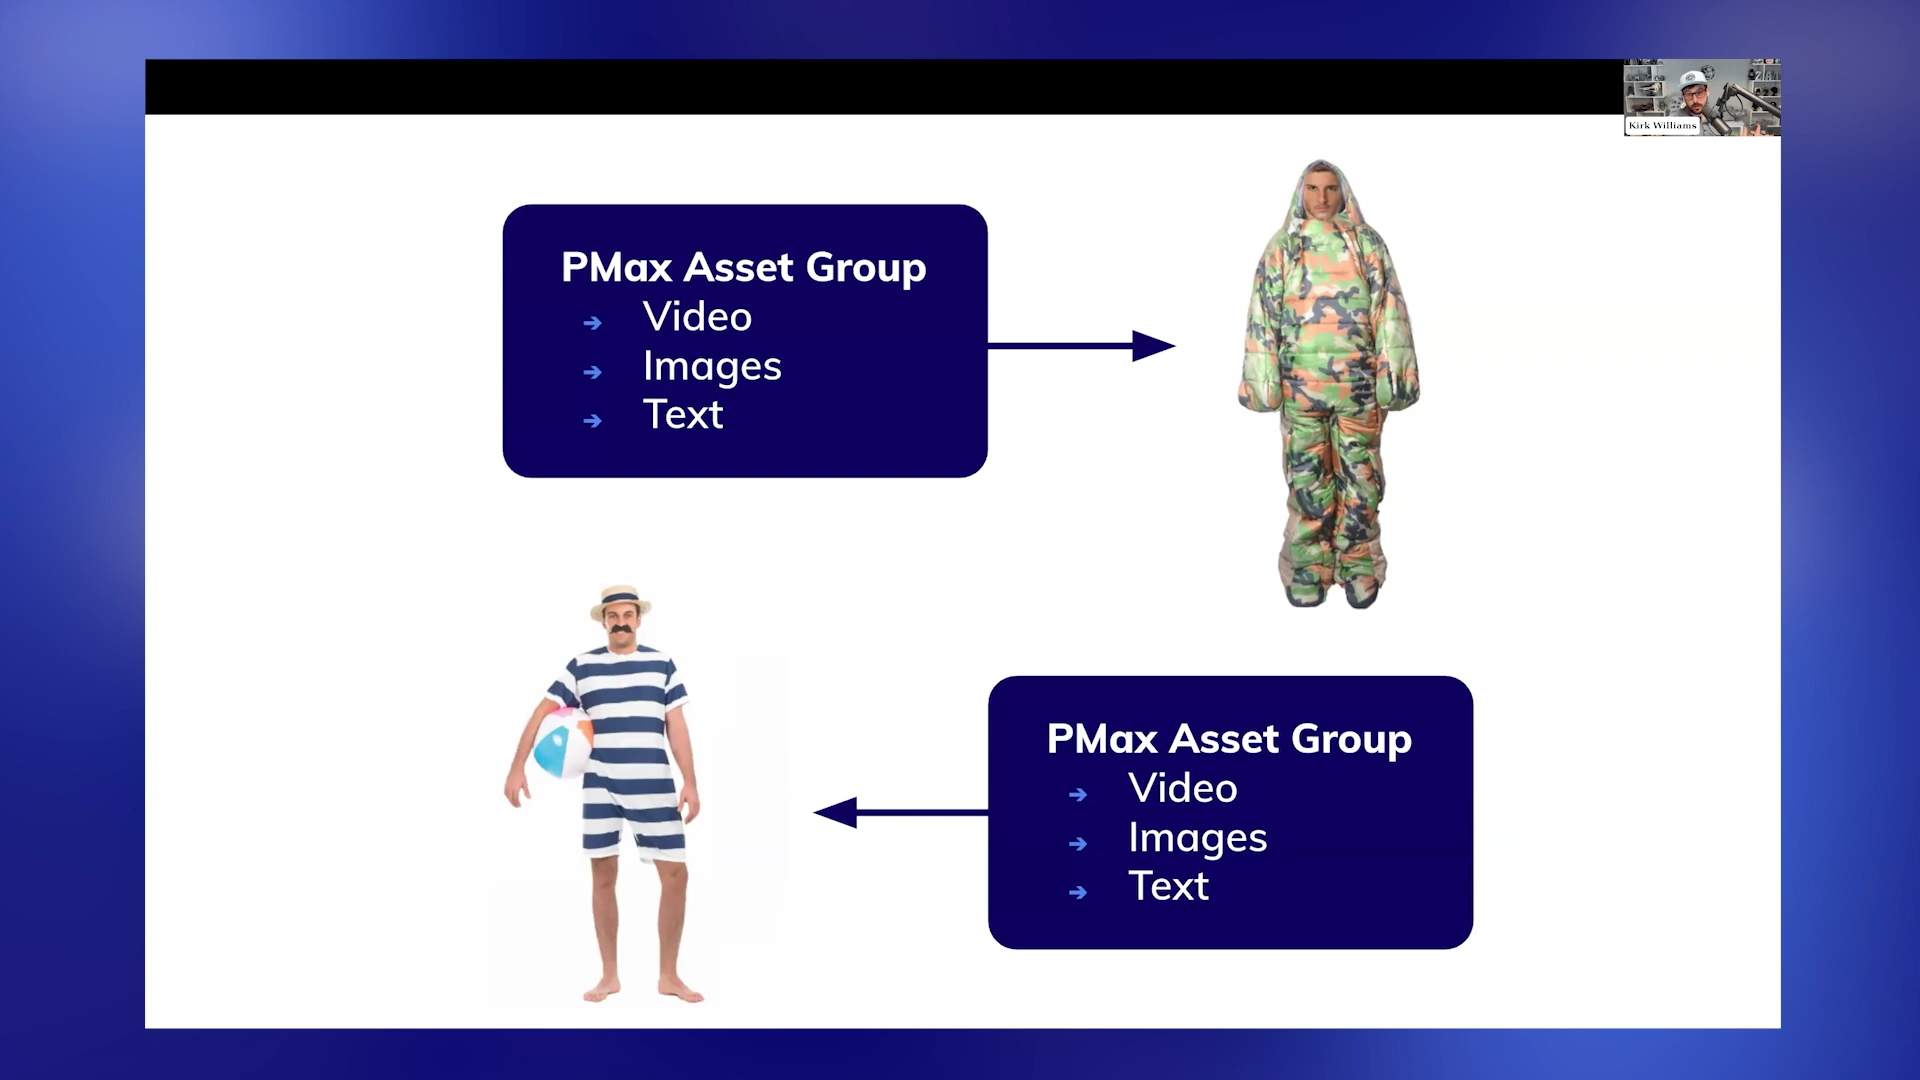 Kirk Williams
PMax Asset Group
➔ Video
➔ Images
➔ Text
PMax Asset Group
➔ Video
➔ Images
➔ Text